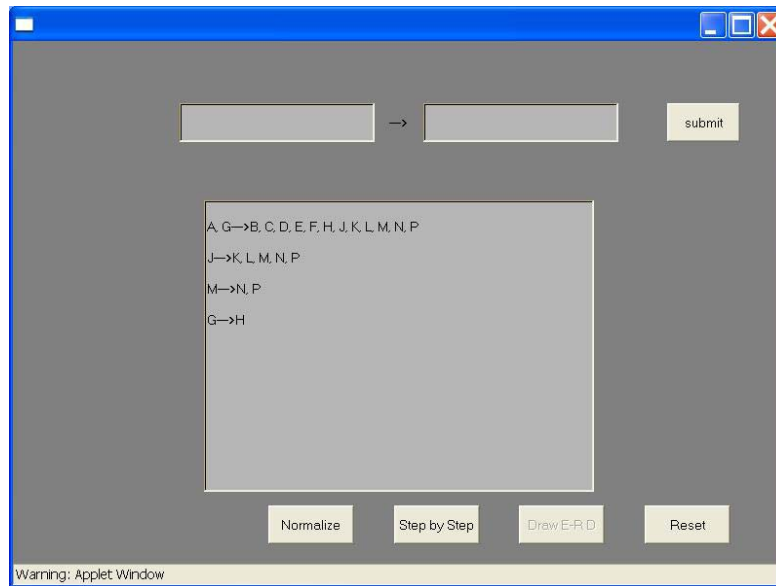 —> submit
A, G—>B, C, D, E, F, H, J, K, L, M, N, P
J—>K, L, M, N, P
M—>N, P
G—>H
Normalize Step by Step Draw E-R D Reset
Warning: Applet Window